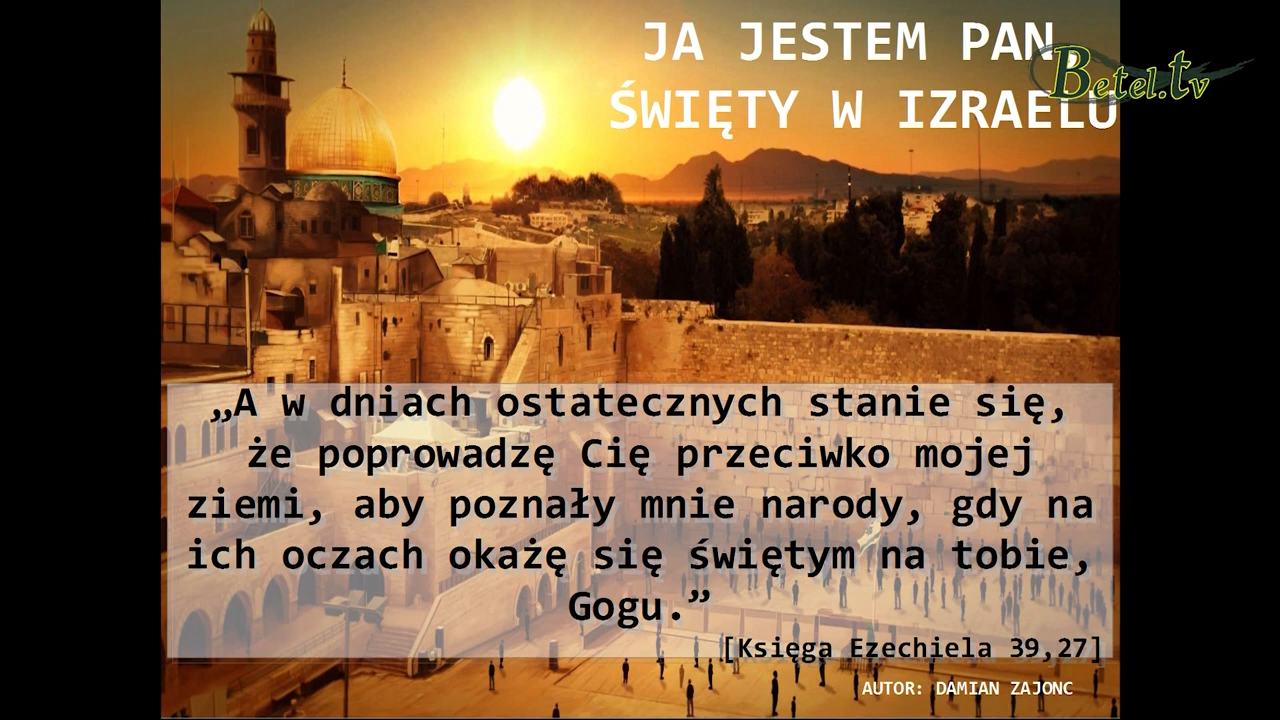 JA JESTEM PAN,
ŚWIĘTY W IZRAELU
Betel.tv
„A w dniach ostatecznych stanie się,
że poprowadzę Cię przeciwko mojej
ziemi, aby poznały mnie narody, gdy na
ich oczach okażę się świętym na tobie,
Gogu.”
[Księga Ezechiela 39,27]
AUTOR: DAMIAN ZAJONC